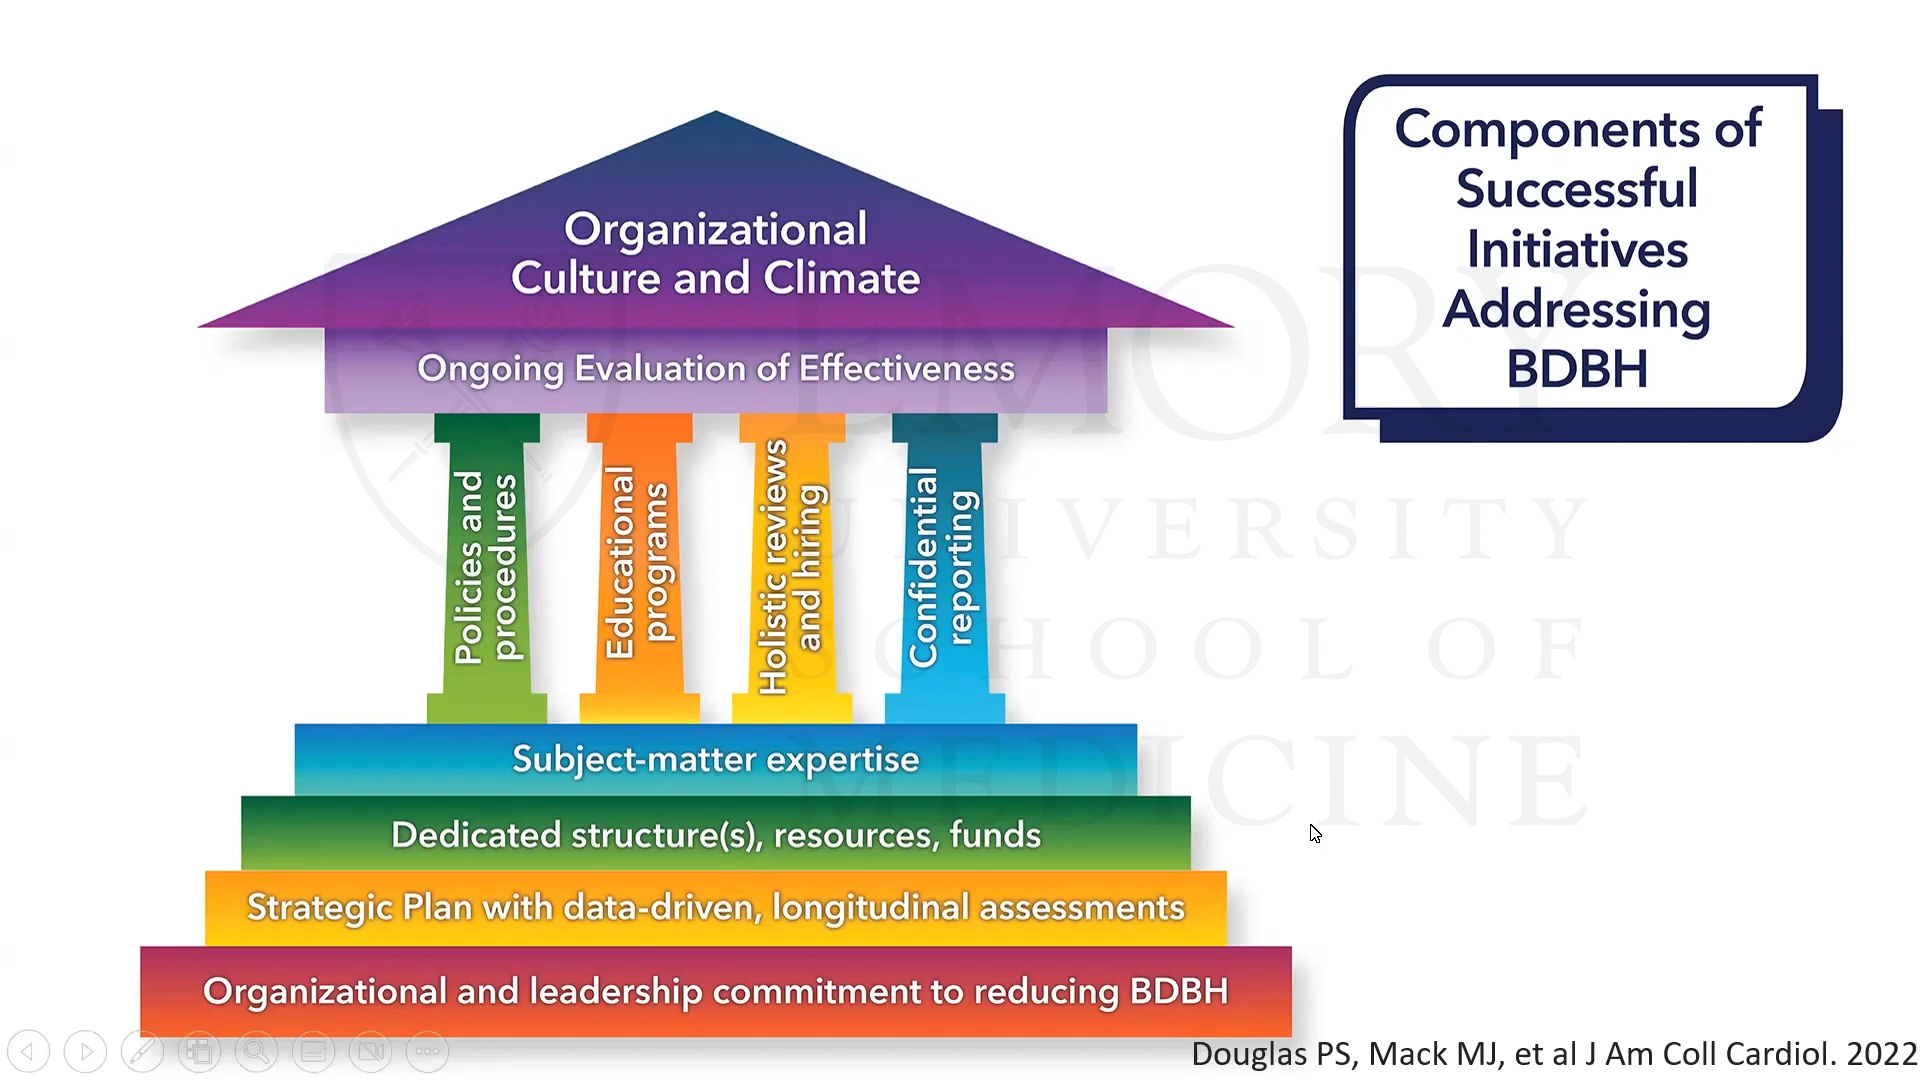 Components of
Successful
Initiatives
Addressing
BDBH
Organizational
Culture and Climate
Ongoing Evaluation of Effectiveness
Policies and
procedures
Educational
programs
Holistic reviews
and hiring
Confidential
reporting
Subject-matter expertise
Dedicated structure(s), resources, funds
Strategic Plan with data-driven, longitudinal assessments
Organizational and leadership commitment to reducing BDBH
EMORY
UNIVERSITY
SCHOOL OF
MEDICINE
Douglas PS, Mack MJ, et al J Am Coll Cardiol. 2022